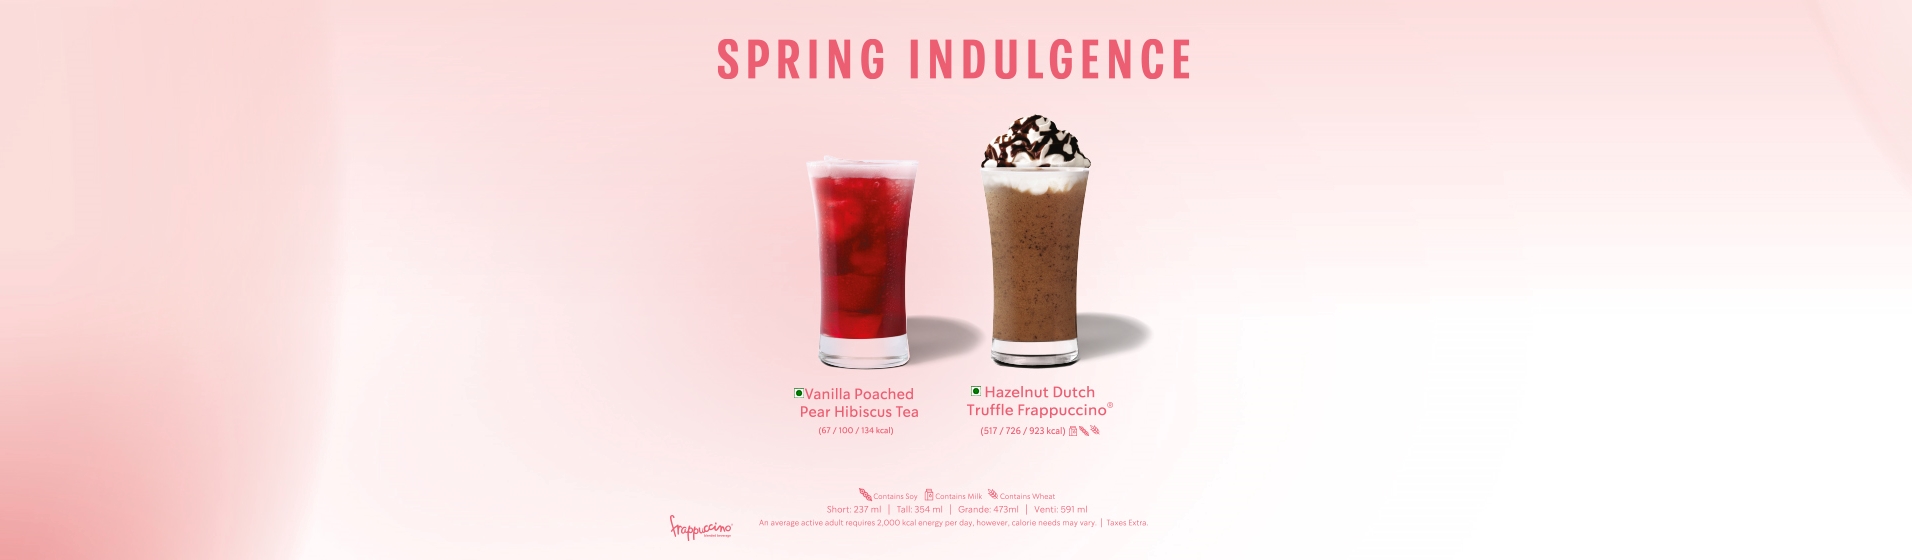 SPRING INDULGENCE
Vanilla Poached
Pear Hibiscus Tea
(67 / 100 / 134 kcal)
Hazelnut Dutch
Truffle Frappuccino®
(517 / 726 / 923 kcal)
Contains Soy Contains Milk Contains Wheat
Short: 237 ml | Tall: 354 ml | Grande: 473ml | Venti: 591 ml
An average active adult requires 2,000 kcal energy per day, however, calorie needs may vary. | Taxes Extra.
frappuccino
blended beverage